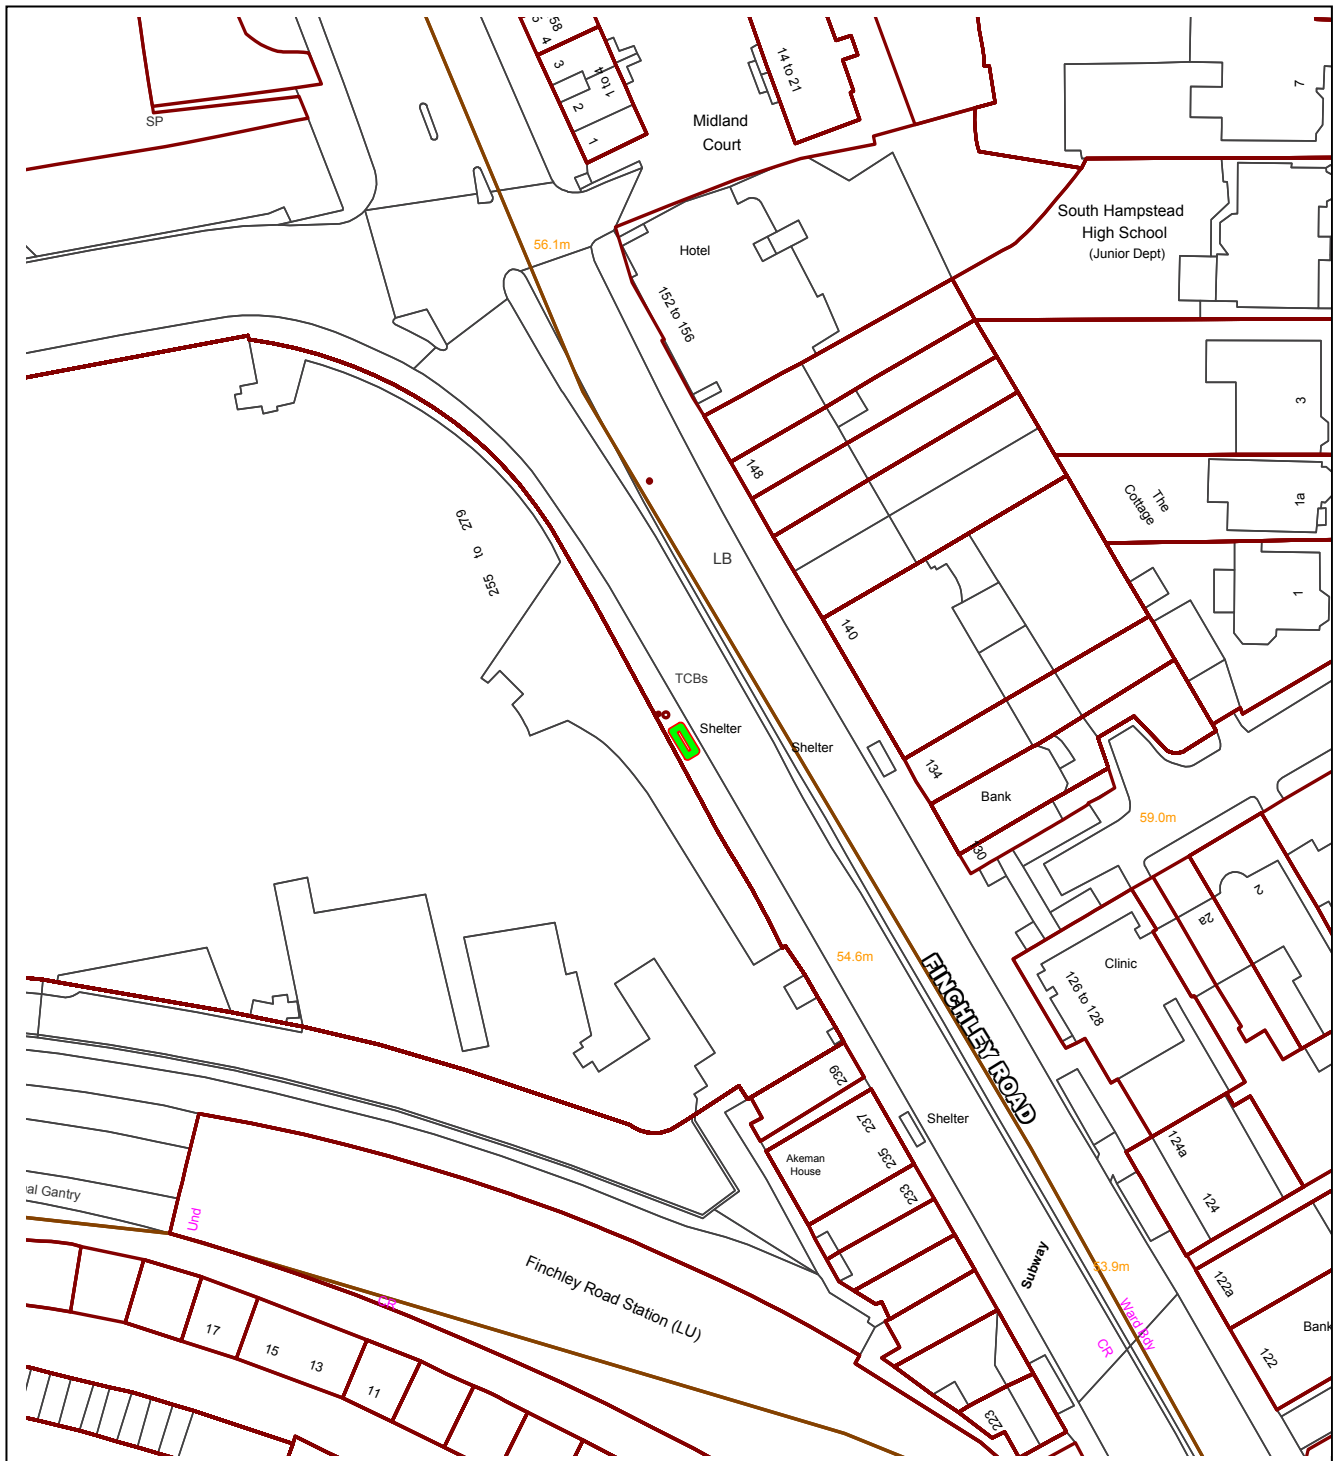 58
5
4
3
2
1
1 to 4
14 to 21
7
SP
Midland
Court
South Hampstead
High School
(Junior Dept)
56.1m
Hotel
152 to 156
3
148
The
Cottage
1a
255 to 279
LB
1
140
TCBs
Shelter
Shelter
134
Bank
59.0m
130
2
2a
54.6m
Clinic
126 to 128
FINCHLEY ROAD
239
237
Shelter
235
Akeman
House
233
124a
124
al Gantry
Und
Subway
53.9m
122a
Finchley Road Station (LU)
CR
Ward Bdy
CR
Bank
122
17
15
13
11
223